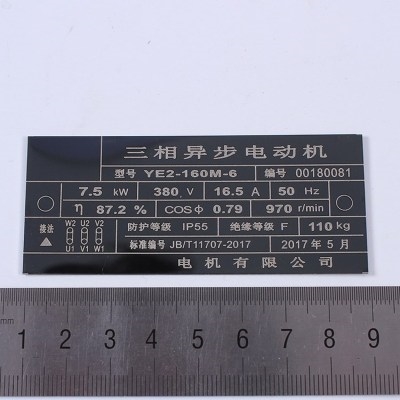 三相异步电动机
型号 YE2-160M-6 编号 00180081
7.5 kW 380 V 16.5 A 50 Hz
η 87.2 % COSΦ 0.79 970 r/min
接法 W2 U2 V2 防护等级 IP55 绝缘等级 F 110 kg
△ U1 V1 W1 标准编号 JB/T11707-2017 2017 年 5 月
电机有限公司
mm 1 2 3 4 5 6 7 8 9